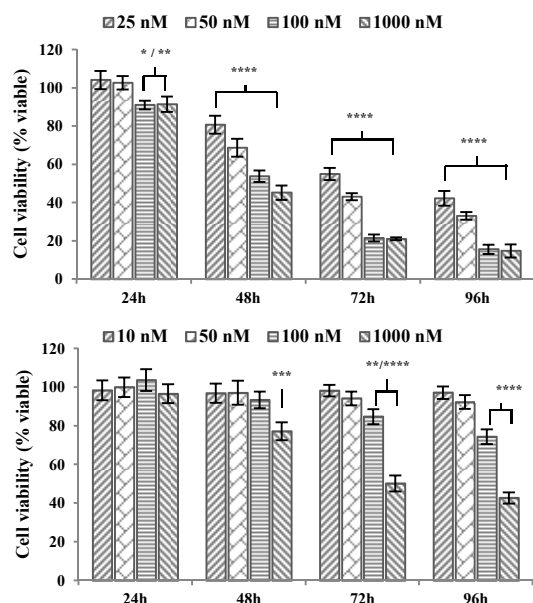 25 nM 50 nM 100 nM 1000 nM
Cell viability (% viable)
120
100
80
60
40
20
0
* / **
****
****
****
24h 48h 72h 96h
10 nM 50 nM 100 nM 1000 nM
Cell viability (% viable)
120
100
80
60
40
20
0
***
**/****
****
24h 48h 72h 96h